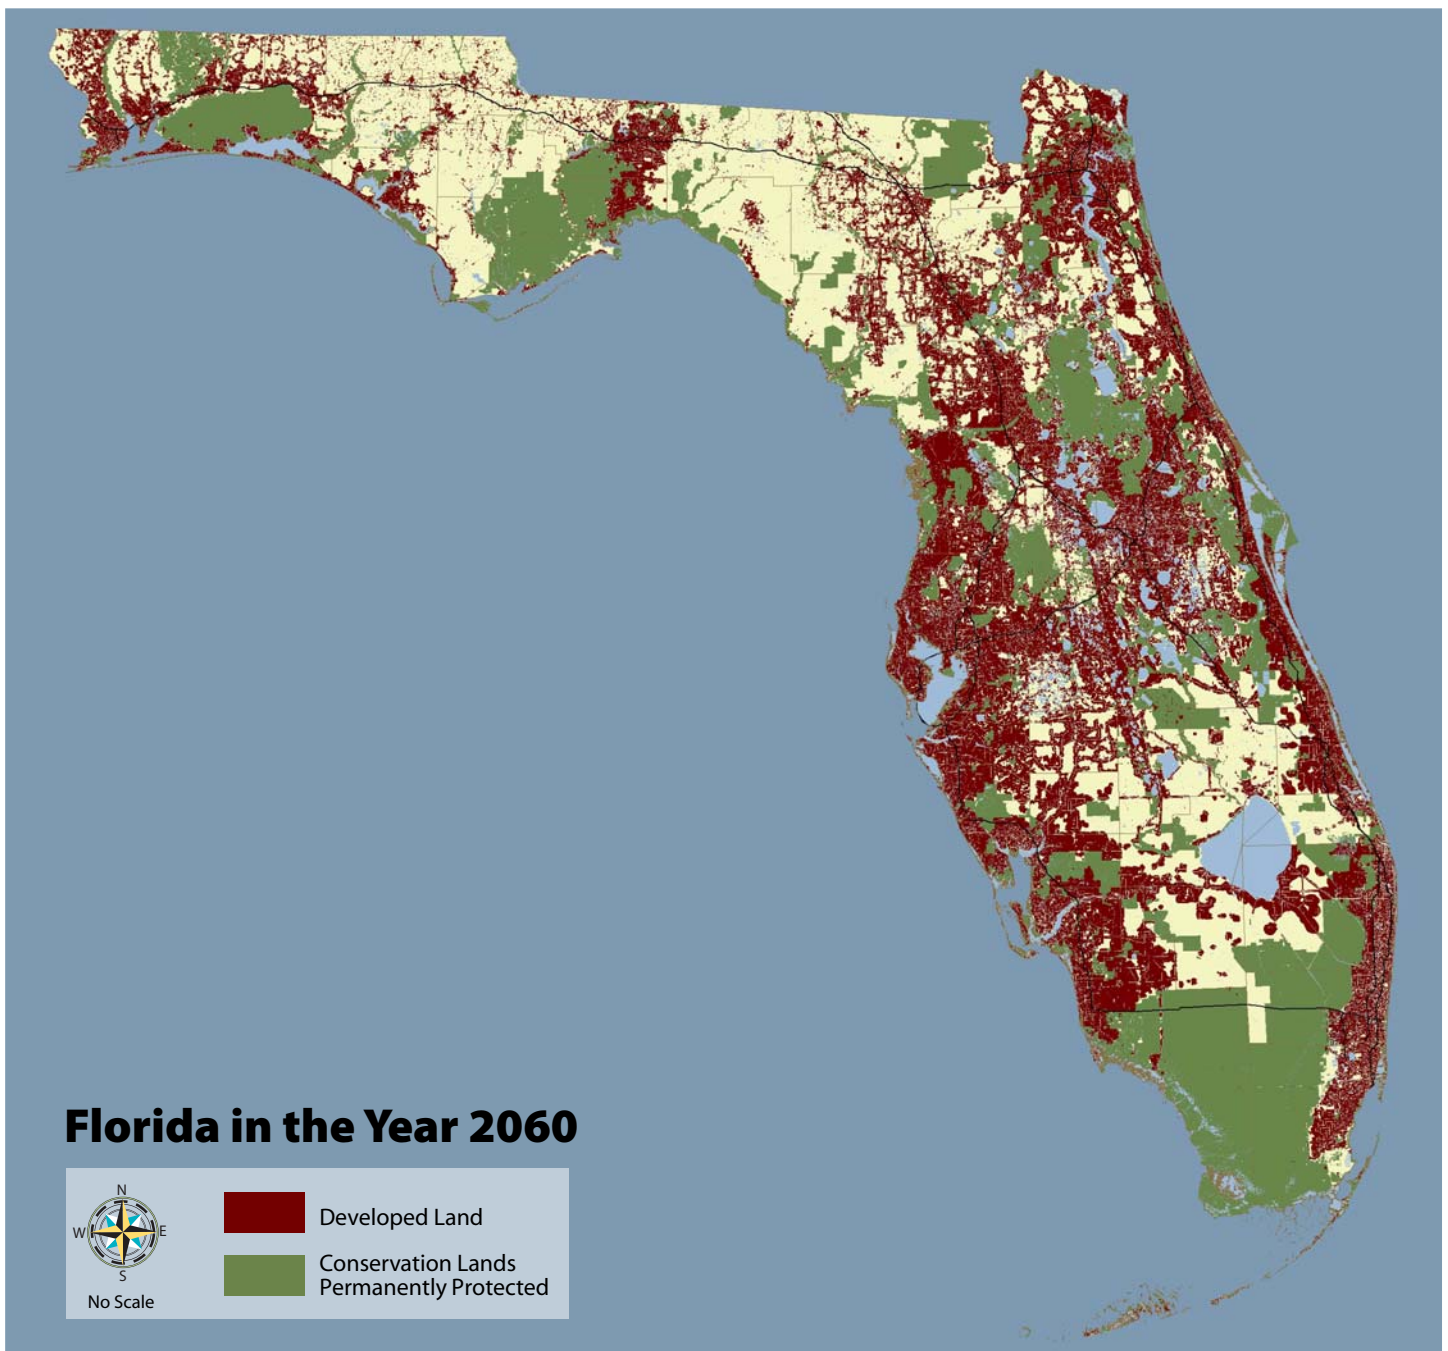 Florida in the Year 2060
N
W
E
S
No Scale
Developed Land
Conservation Lands
Permanently Protected